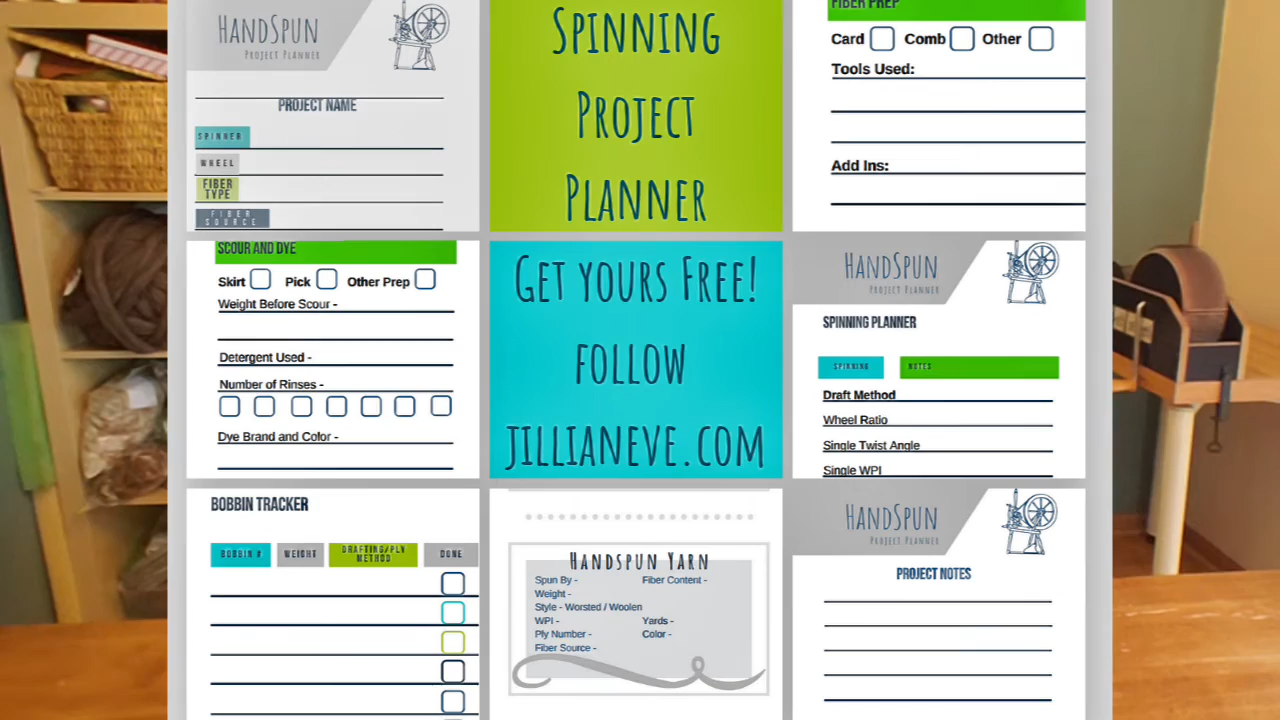 HANDSPUN
PROJECT PLANNER
PROJECT NAME
SPINNER
WHEEL
FIBER
TYPE
FIBER
SOURCE
SPINNING
PROJECT
PLANNER
FIBER PREP
Card Comb Other
Tools Used:
Add Ins:
SCOUR AND DYE
Skirt Pick Other Prep
Weight Before Scour -
Detergent Used -
Number of Rinses -
Dye Brand and Color -
GET YOURS FREE!
FOLLOW
JILLIANEVE.COM
HANDSPUN
PROJECT PLANNER
SPINNING PLANNER
SPINNING NOTES
Draft Method
Wheel Ratio
Single Twist Angle
Single WPI
BOBBIN TRACKER
BOBBIN # WEIGHT DRAFTING/PLY METHOD DONE
HANDSPUN YARN
Spun By - Fiber Content -
Weight -
Style - Worsted / Woolen
WPI - Yards -
Ply Number - Color -
Fiber Source -
HANDSPUN
PROJECT PLANNER
PROJECT NOTES